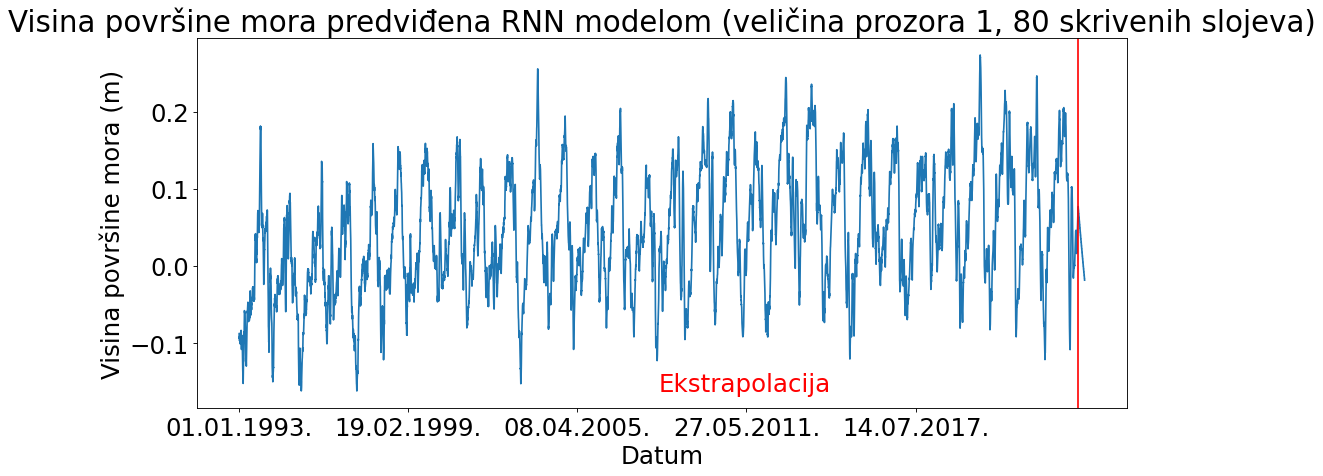 Visina površine mora predviđena RNN modelom (veličina prozora 1, 80 skrivenih slojeva)
Visina površine mora (m)
0.2
0.1
0.0
−0.1
Ekstrapolacija
01.01.1993. 19.02.1999. 08.04.2005. 27.05.2011. 14.07.2017.
Datum